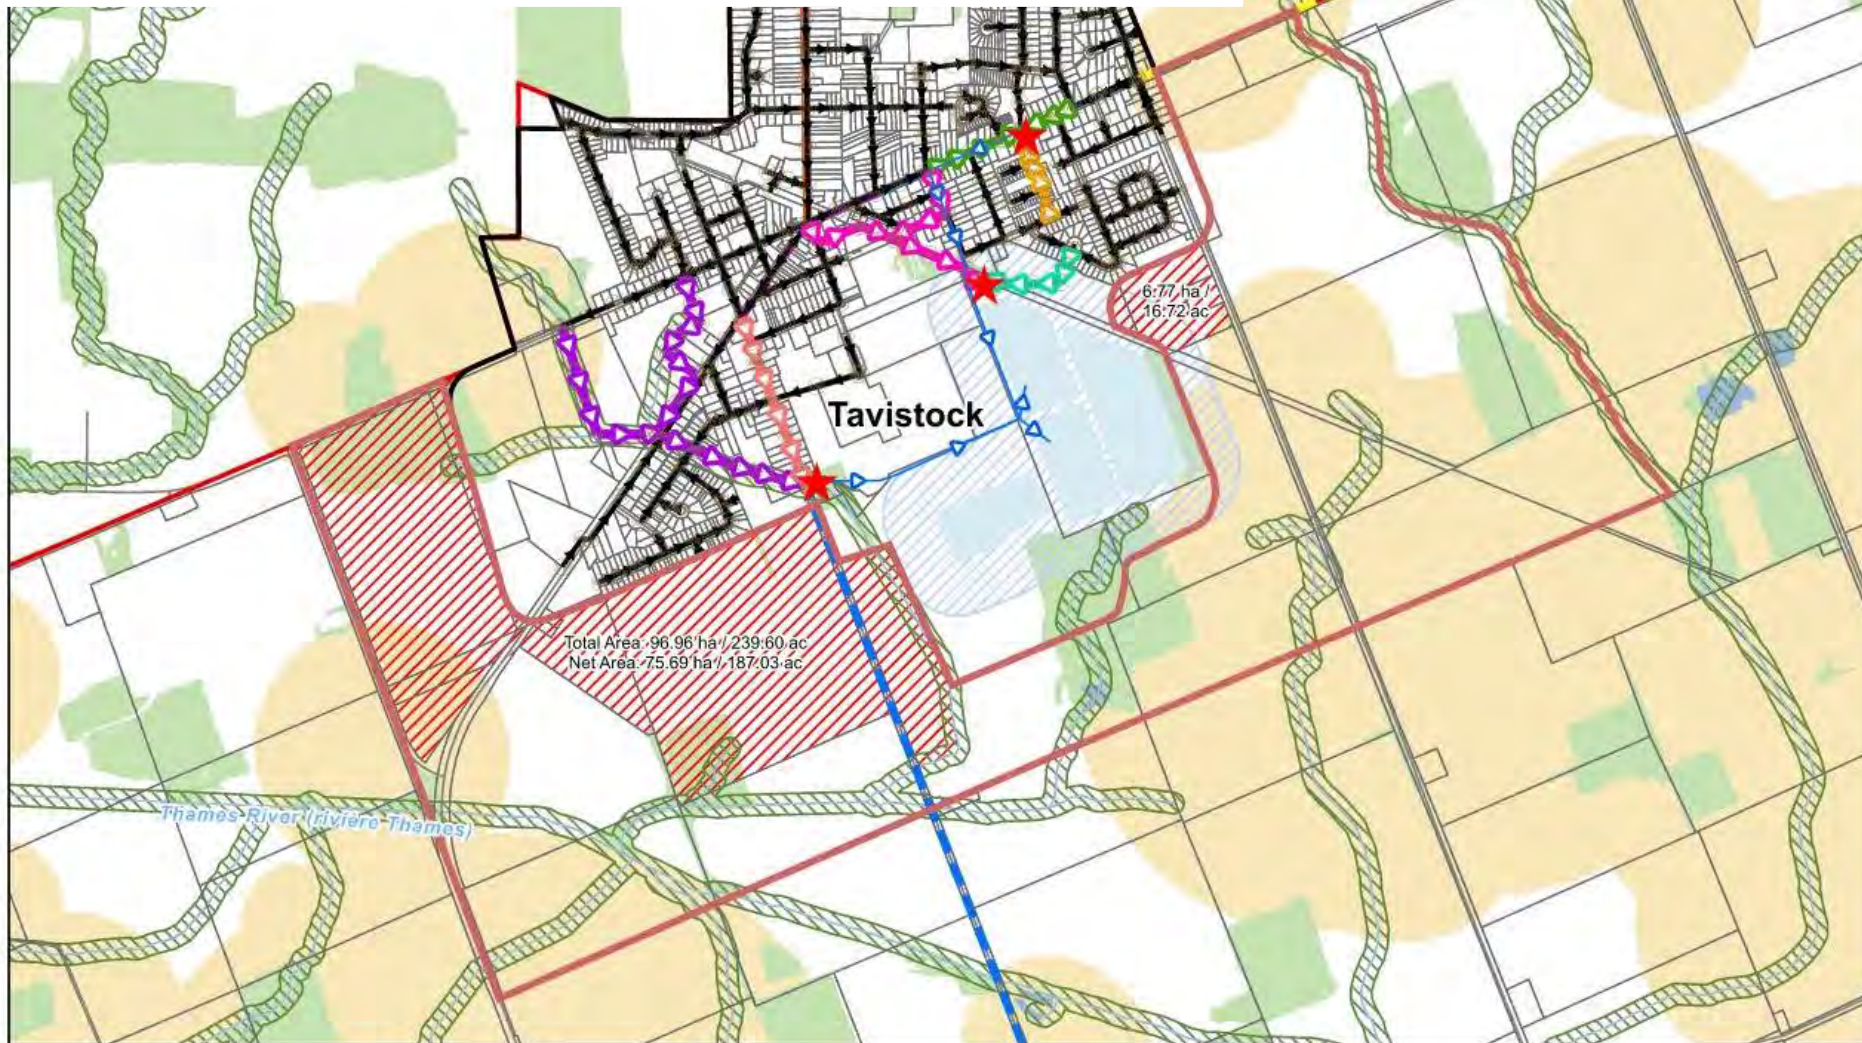 6.77 ha /
16.72 ac
Tavistock
Total Area: 96.96 ha / 239.60 ac
Net Area: 75.69 ha / 187.03 ac
Thames River (rivière Thames)